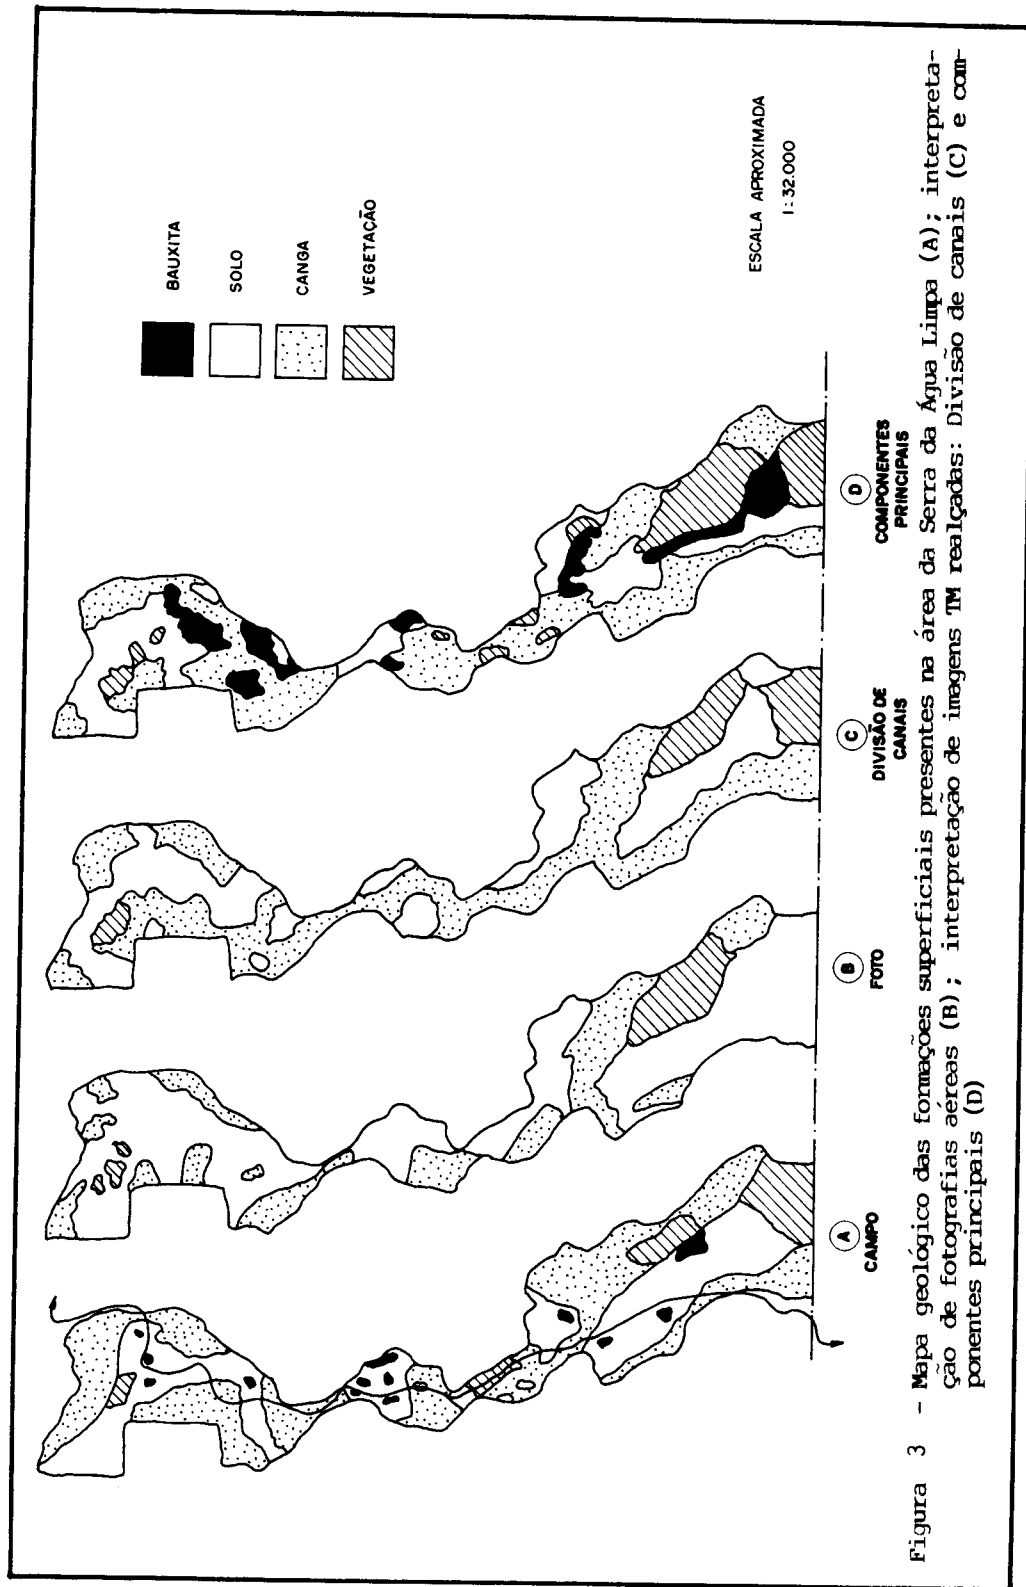 BAUXITA
SOLO
CANGA
VEGETAÇÃO
ESCALA APROXIMADA
1:32.000
A
CAMPO
B
FOTO
C
DIVISÃO DE
CANAIS
D
COMPONENTES
PRINCIPAIS
Figura 3 - Mapa geológico das formações superficiais presentes na área da Serra da Água Limpa (A); interpreta-
ção de fotografias aéreas (B); interpretação de imagens TM realçadas: Divisão de canais (C) e com-
ponentes principais (D)